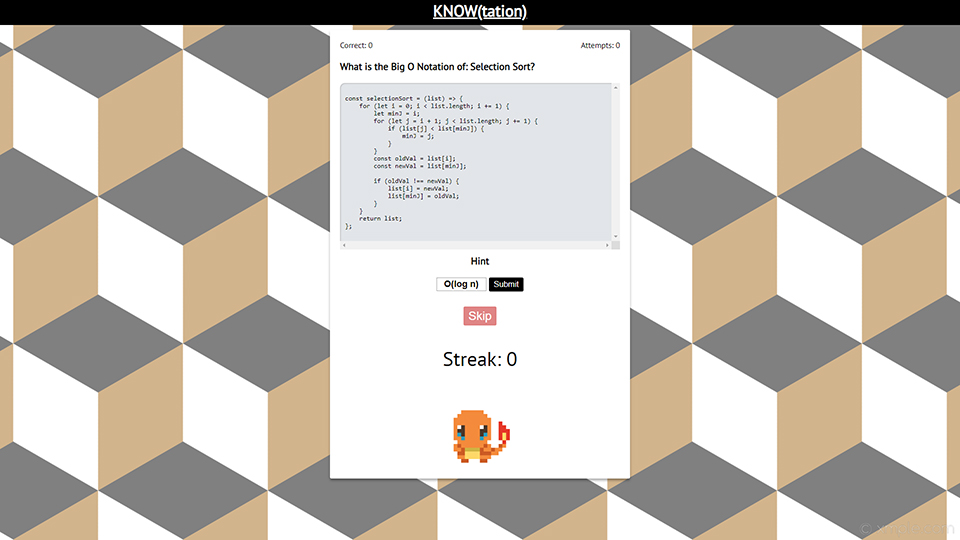 KNOW(tation)
Correct: 0 Attempts: 0
What is the Big O Notation of: Selection Sort?
const selectionSort = (list) => {
    for (let i = 0; i < list.length; i += 1) {
        let minJ = i;
        for (let j = i + 1; j < list.length; j += 1) {
            if (list[j] < list[minJ]) {
                minJ = j;
            }
        }
        const oldVal = list[i];
        const newVal = list[minJ];
        if (oldVal !== newVal) {
            list[i] = newVal;
            list[minJ] = oldVal;
        }
    }
    return list;
};
Hint
O(log n) Submit
Skip
Streak: 0